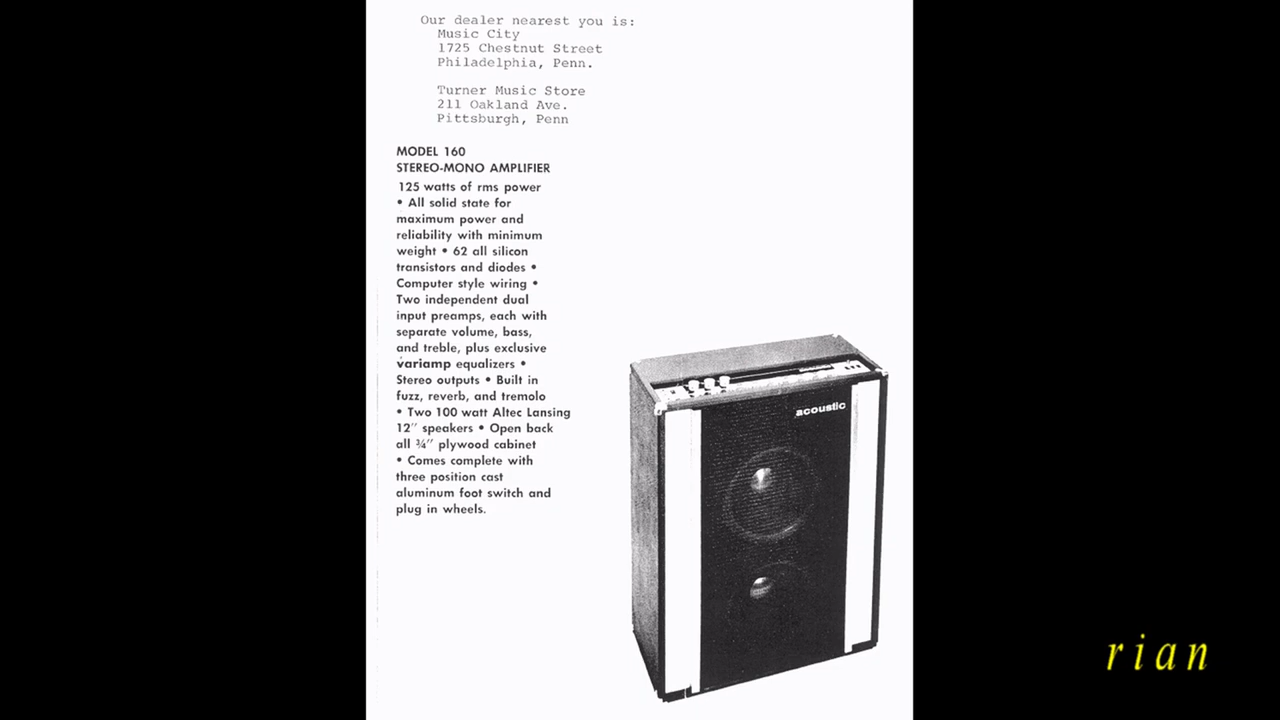 Our dealer nearest you is:
Music City
1725 Chestnut Street
Philadelphia, Penn.
Turner Music Store
211 Oakland Ave.
Pittsburgh, Penn
MODEL 160
STEREO-MONO AMPLIFIER
125 watts of rms power
• All solid state for
maximum power and
reliability with minimum
weight • 62 all silicon
transistors and diodes •
Computer style wiring •
Two independent dual
input preamps, each with
separate volume, bass,
and treble, plus exclusive
variamp equalizers •
Stereo outputs • Built in
fuzz, reverb, and tremolo
• Two 100 watt Altec Lansing
12″ speakers • Open back
all ¾″ plywood cabinet
• Comes complete with
three position cast
aluminum foot switch and
plug in wheels.
acoustic
rian